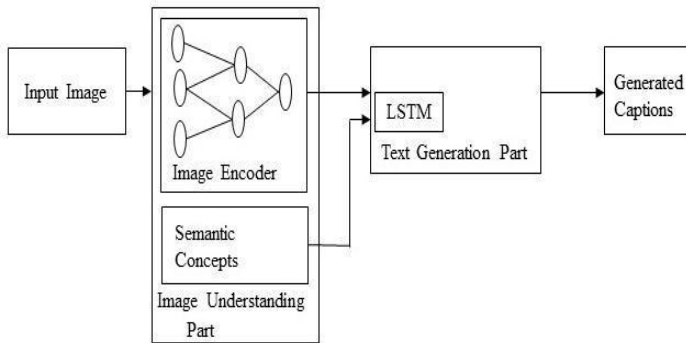 Input Image
Image Encoder
Semantic
Concepts
Image Understanding
Part
LSTM
Text Generation Part
Generated
Captions